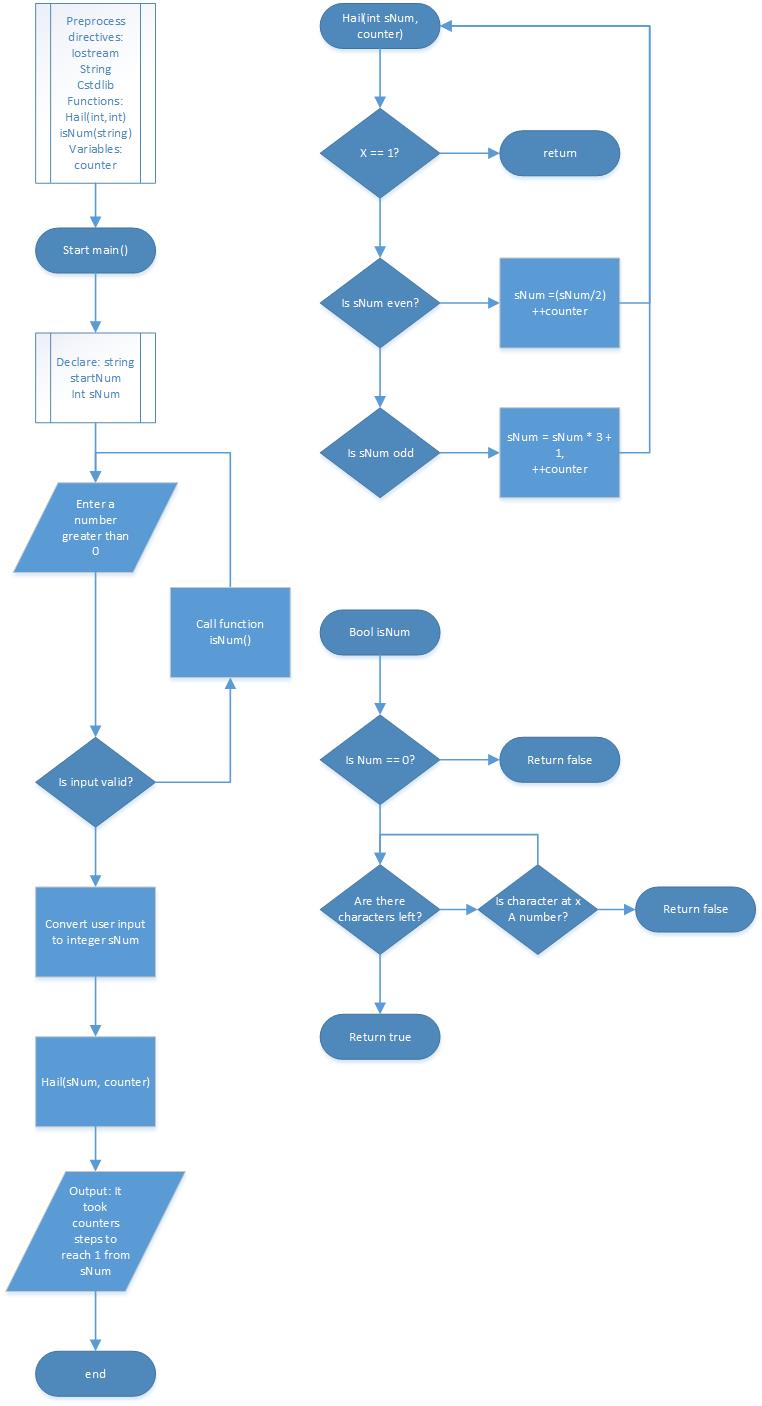 Preprocess
directives:
Iostream
String
Cstdlib
Functions:
Hail(int,int)
isNum(string)
Variables:
counter
Start main()
Declare: string
startNum
Int sNum
Enter a
number
greater than
0
Call function
isNum()
Is input valid?
Convert user input
to integer sNum
Hail(sNum, counter)
Output: It
took
counters
steps to
reach 1 from
sNum
end
Hail(int sNum,
counter)
X == 1?
return
Is sNum even?
sNum =(sNum/2)
++counter
Is sNum odd
sNum = sNum * 3 +
1,
++counter
Bool isNum
Is Num == 0?
Return false
Are there
characters left?
Is character at x
A number?
Return false
Return true